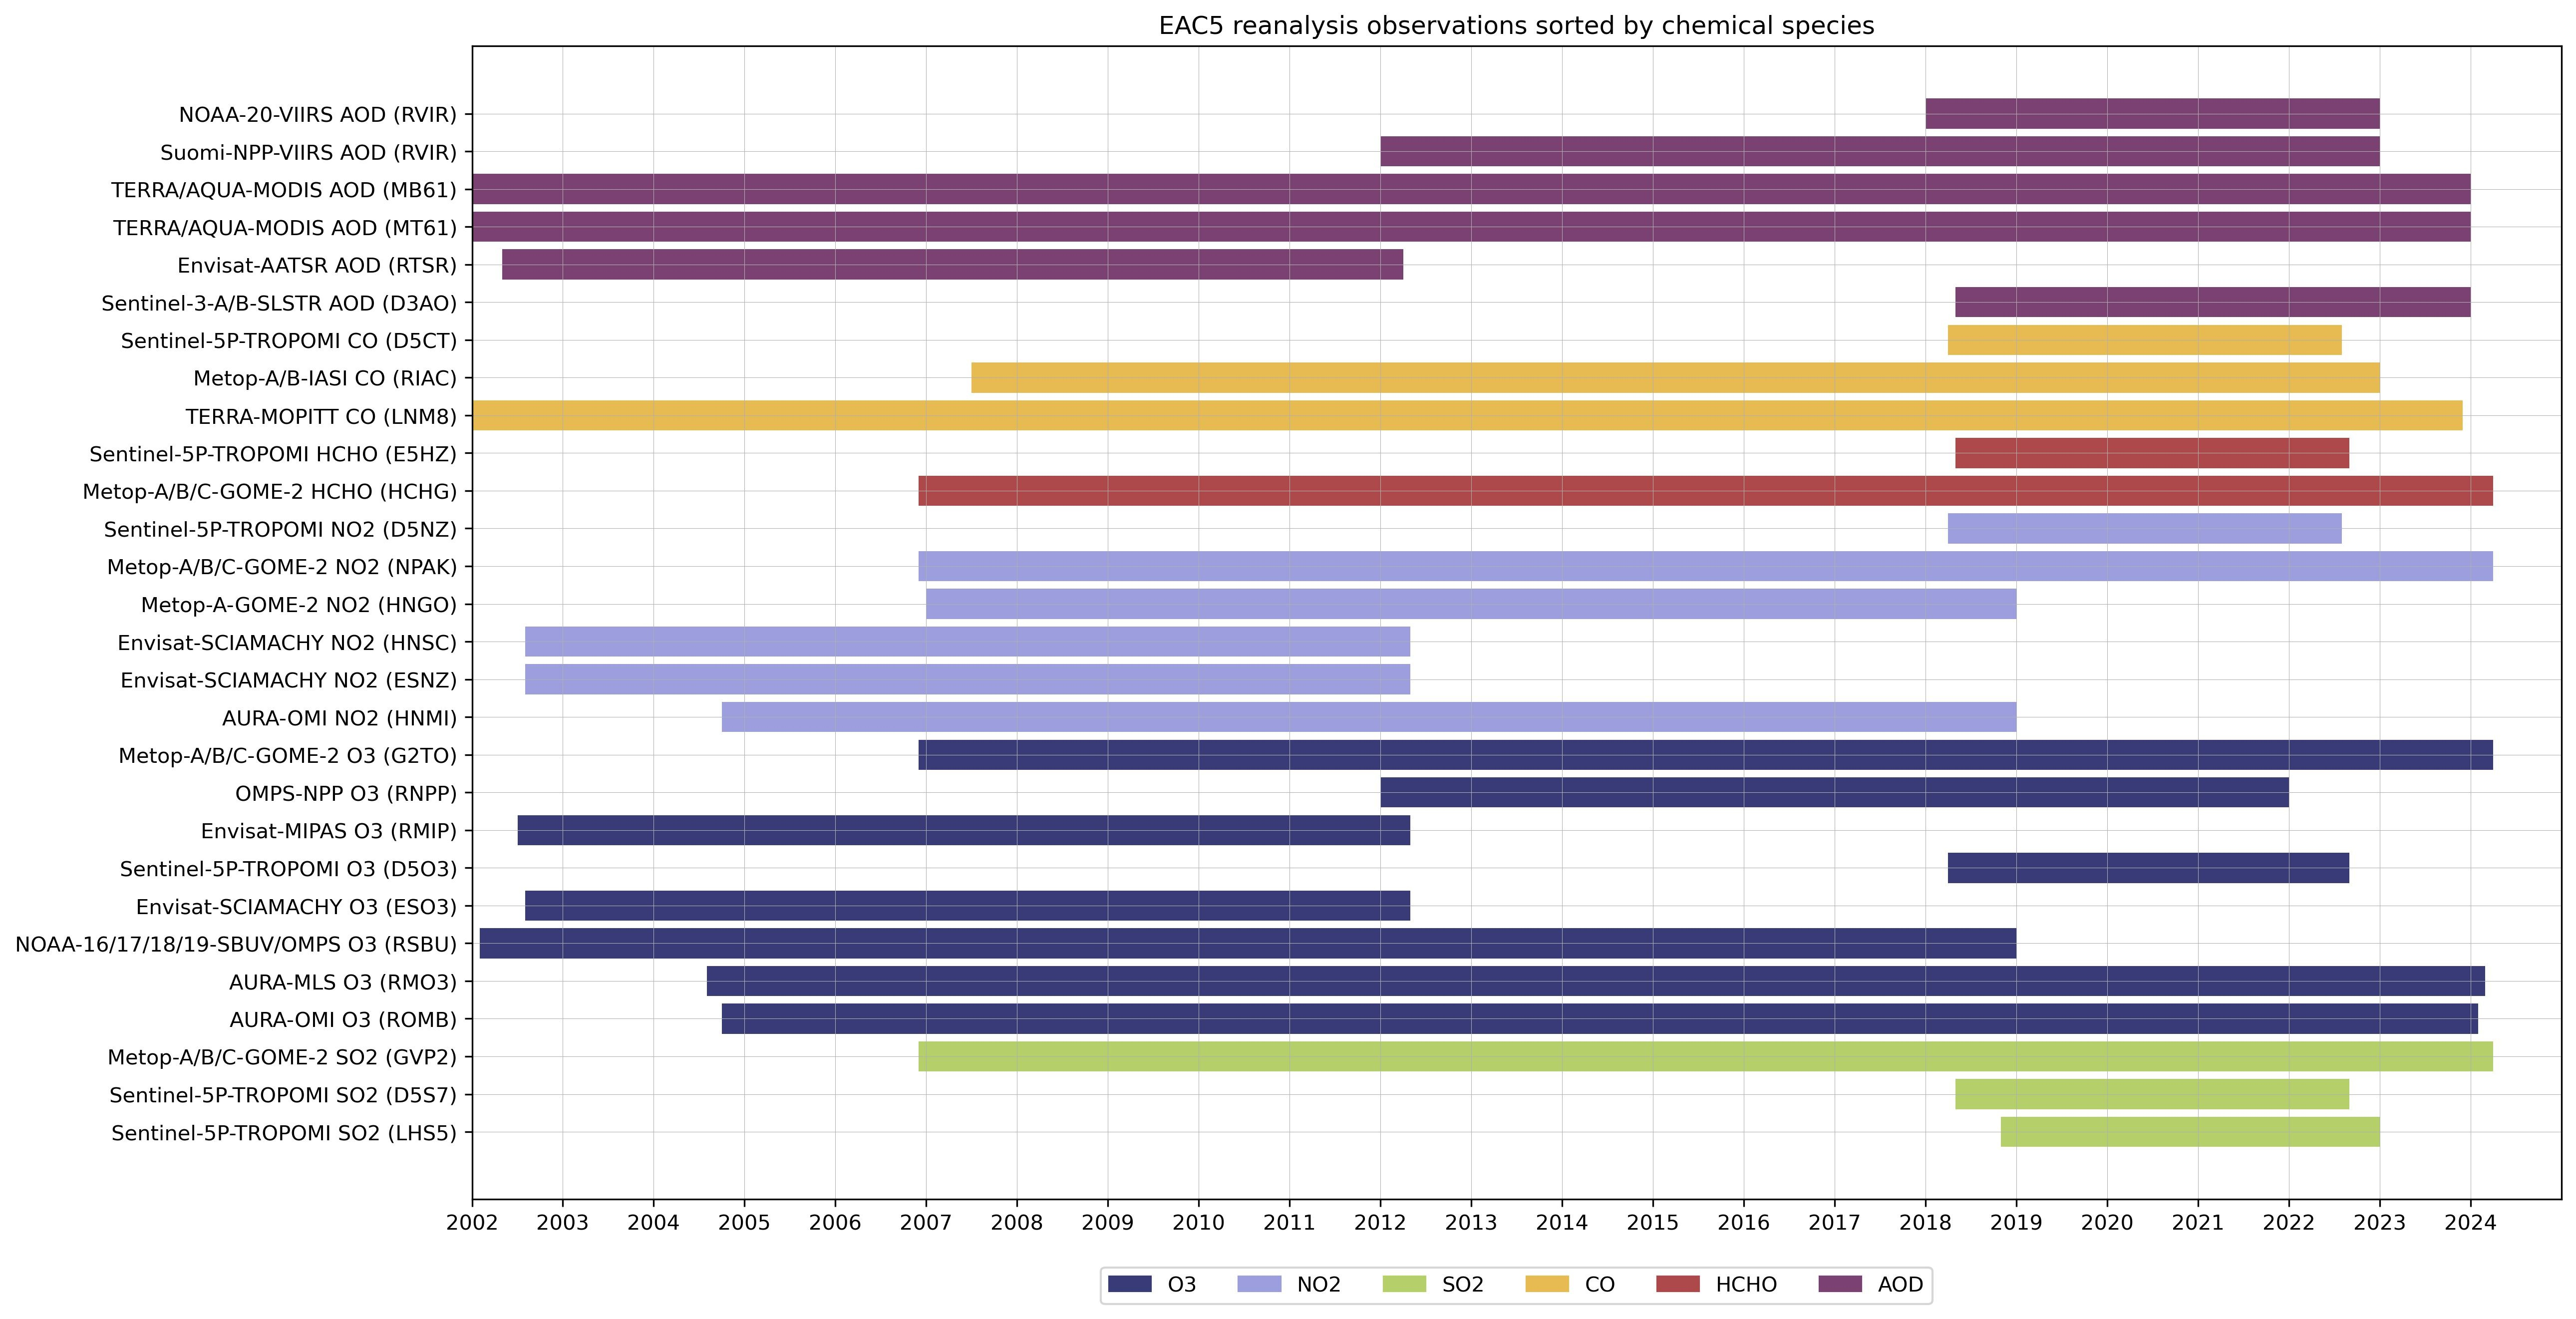 EAC5 reanalysis observations sorted by chemical species
NOAA-20-VIIRS AOD (RVIR)
Suomi-NPP-VIIRS AOD (RVIR)
TERRA/AQUA-MODIS AOD (MB61)
TERRA/AQUA-MODIS AOD (MT61)
Envisat-AATSR AOD (RTSR)
Sentinel-3-A/B-SLSTR AOD (D3AO)
Sentinel-5P-TROPOMI CO (D5CT)
Metop-A/B-IASI CO (RIAC)
TERRA-MOPITT CO (LNM8)
Sentinel-5P-TROPOMI HCHO (E5HZ)
Metop-A/B/C-GOME-2 HCHO (HCHG)
Sentinel-5P-TROPOMI NO2 (D5NZ)
Metop-A/B/C-GOME-2 NO2 (NPAK)
Metop-A-GOME-2 NO2 (HNGO)
Envisat-SCIAMACHY NO2 (HNSC)
Envisat-SCIAMACHY NO2 (ESNZ)
AURA-OMI NO2 (HNMI)
Metop-A/B/C-GOME-2 O3 (G2TO)
OMPS-NPP O3 (RNPP)
Envisat-MIPAS O3 (RMIP)
Sentinel-5P-TROPOMI O3 (D5O3)
Envisat-SCIAMACHY O3 (ESO3)
NOAA-16/17/18/19-SBUV/OMPS O3 (RSBU)
AURA-MLS O3 (RMO3)
AURA-OMI O3 (ROMB)
Metop-A/B/C-GOME-2 SO2 (GVP2)
Sentinel-5P-TROPOMI SO2 (D5S7)
Sentinel-5P-TROPOMI SO2 (LHS5)
2002 2003 2004 2005 2006 2007 2008 2009 2010 2011 2012 2013 2014 2015 2016 2017 2018 2019 2020 2021 2022 2023 2024
O3 NO2 SO2 CO HCHO AOD